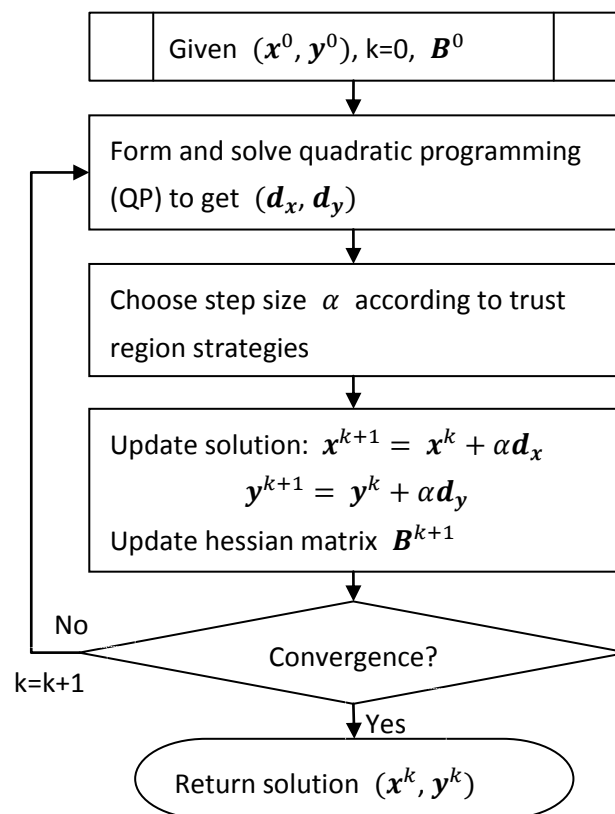 Given (x⁰, y⁰), k=0, B⁰
Form and solve quadratic programming
(QP) to get (dₓ, d_y)
Choose step size α according to trust
region strategies
Update solution: xᵏ⁺¹ = xᵏ + αdₓ
yᵏ⁺¹ = yᵏ + αd_y
Update hessian matrix Bᵏ⁺¹
No
Convergence?
k=k+1
Yes
Return solution (xᵏ, yᵏ)